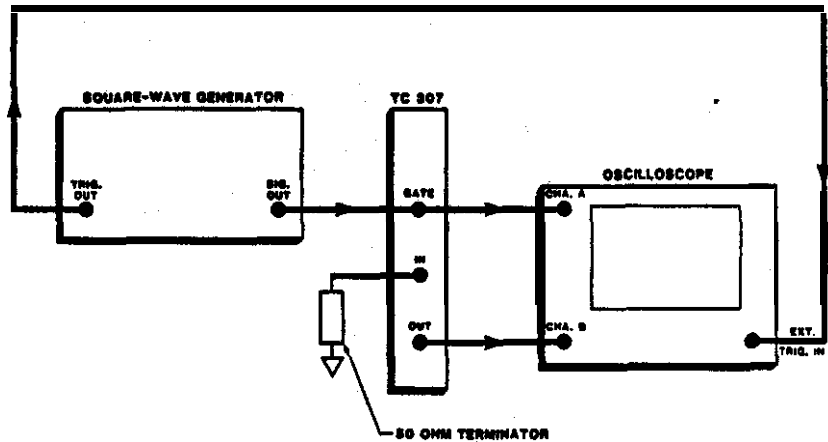 SQUARE-WAVE GENERATOR
TC 307
OSCILLOSCOPE
TRIG.
OUT
SIG.
OUT
GATE
CHA. A
IN
OUT
CHA. B
EXT.
TRIG. IN
50 OHM TERMINATOR